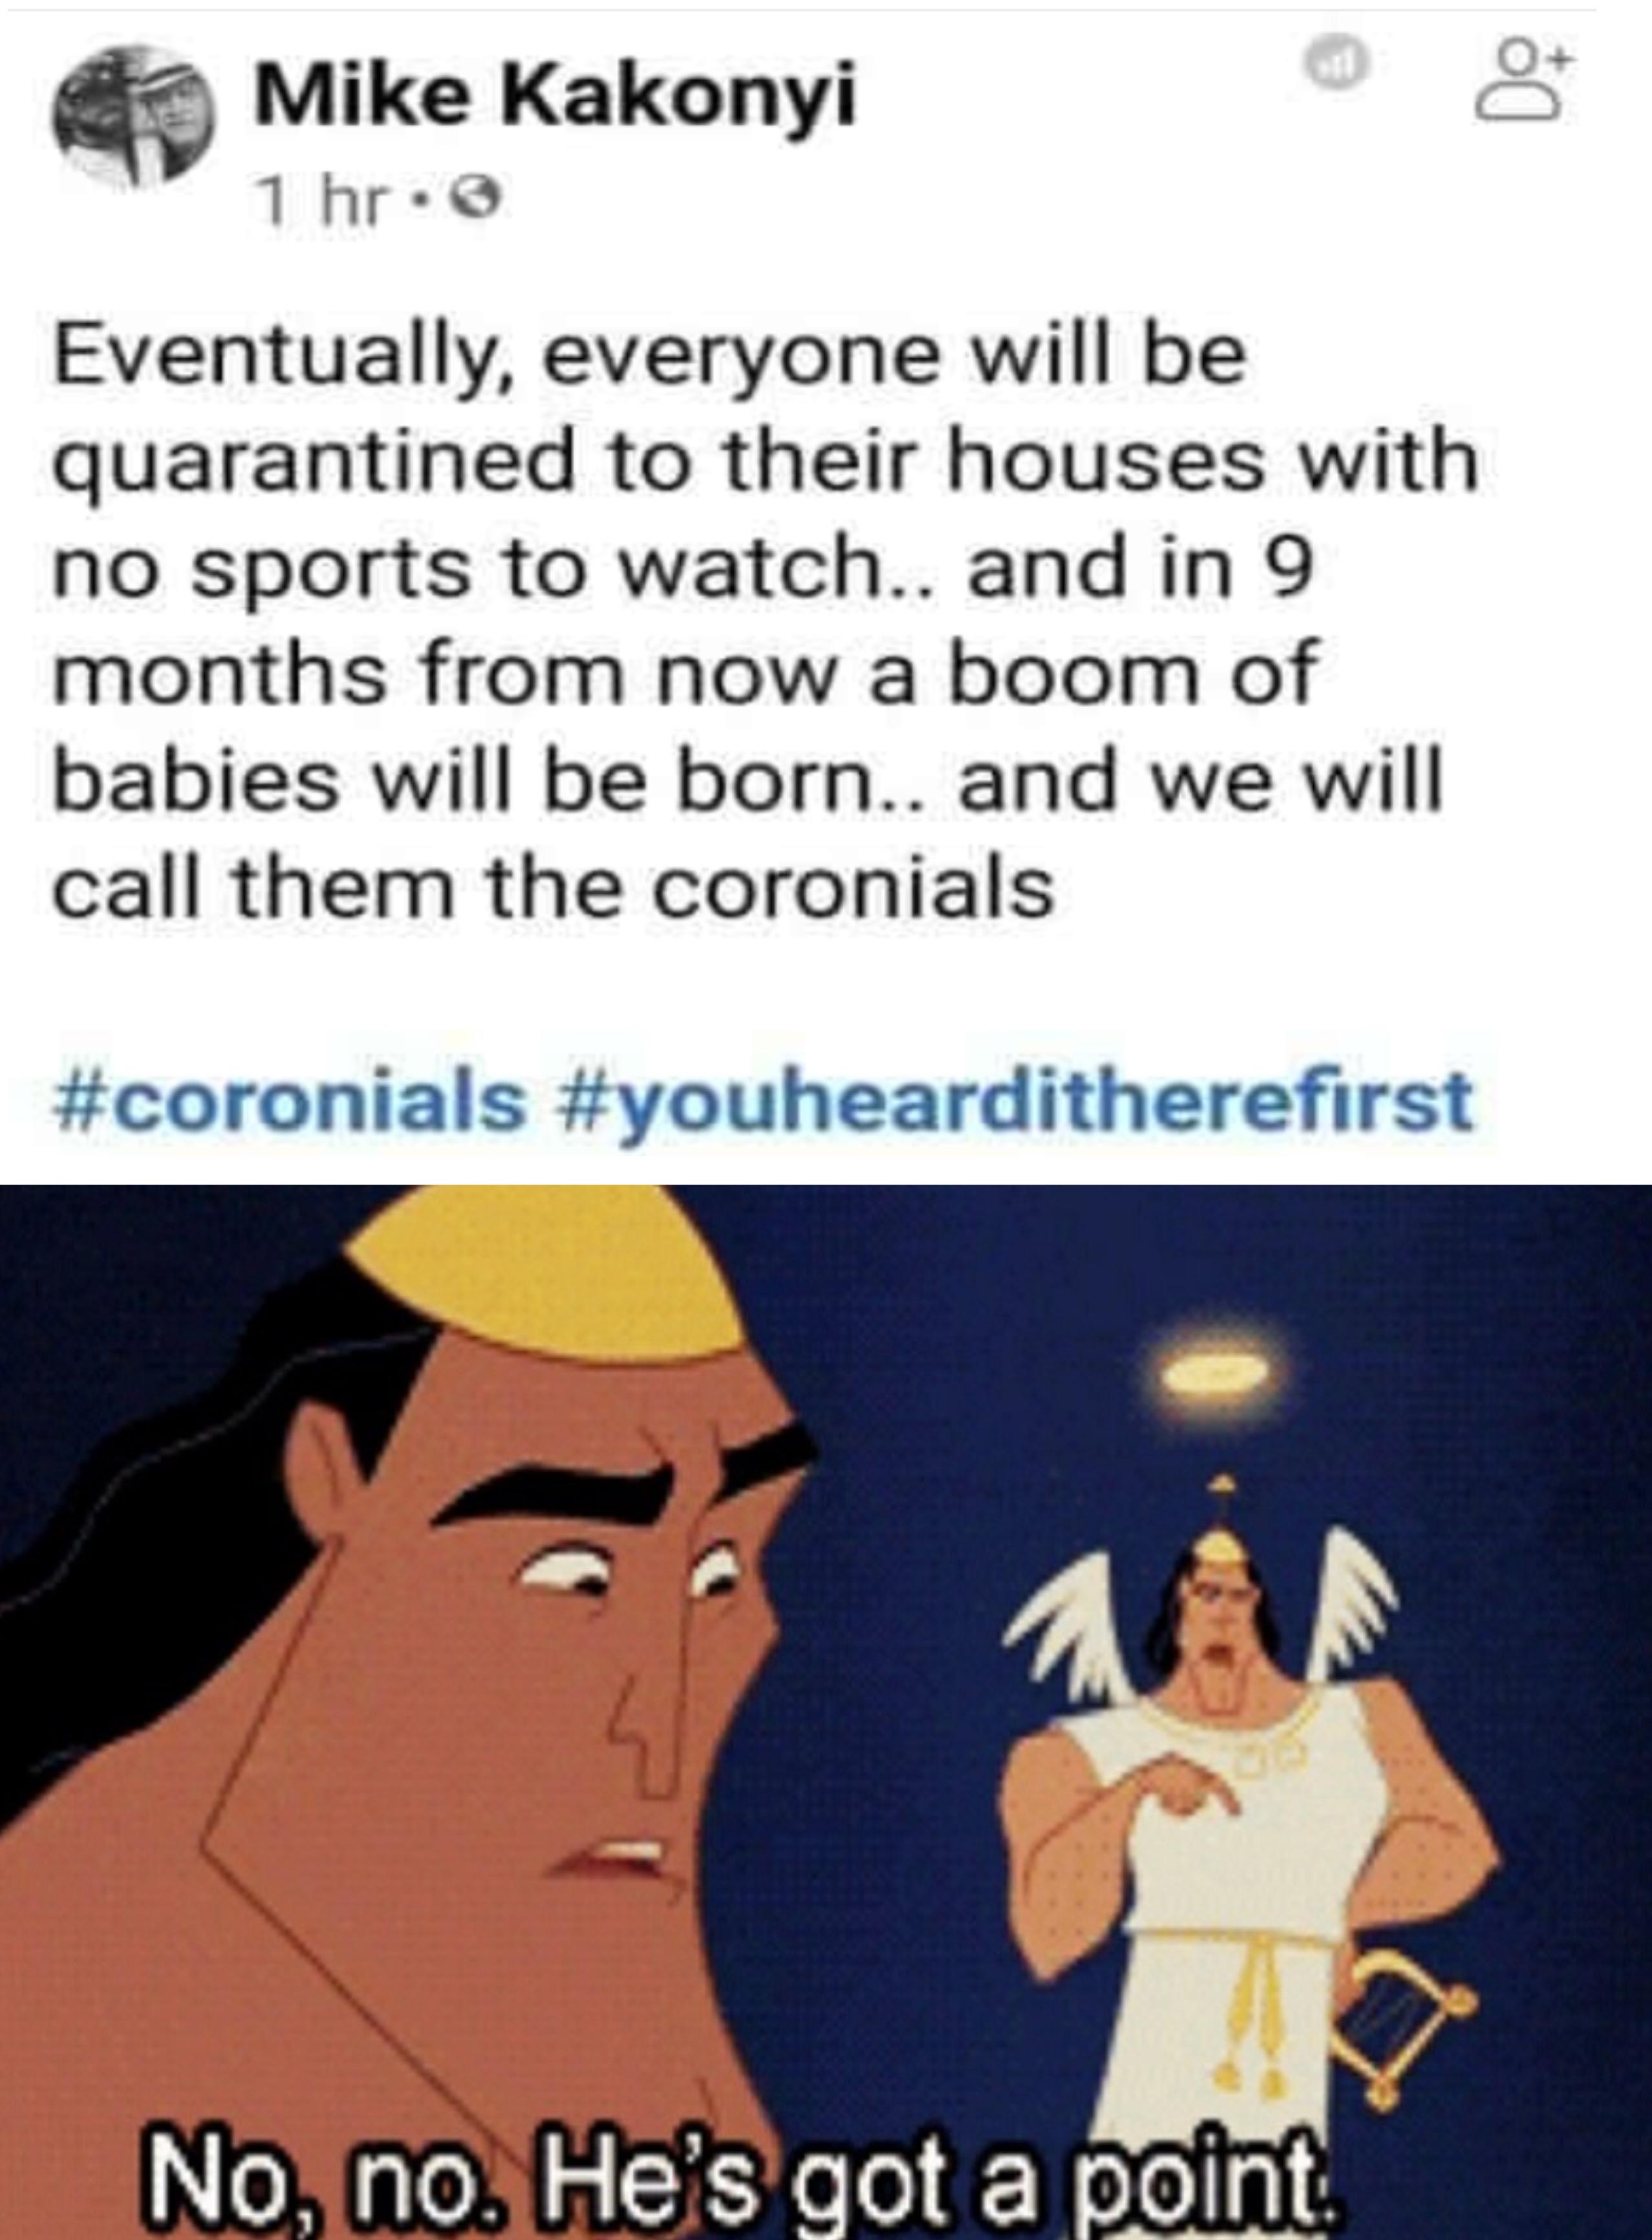 Mike Kakonyi
1 hr •
Eventually, everyone will be
quarantined to their houses with
no sports to watch.. and in 9
months from now a boom of
babies will be born.. and we will
call them the coronials
#coronials #youhearditherefirst
No, no. He's got a point.